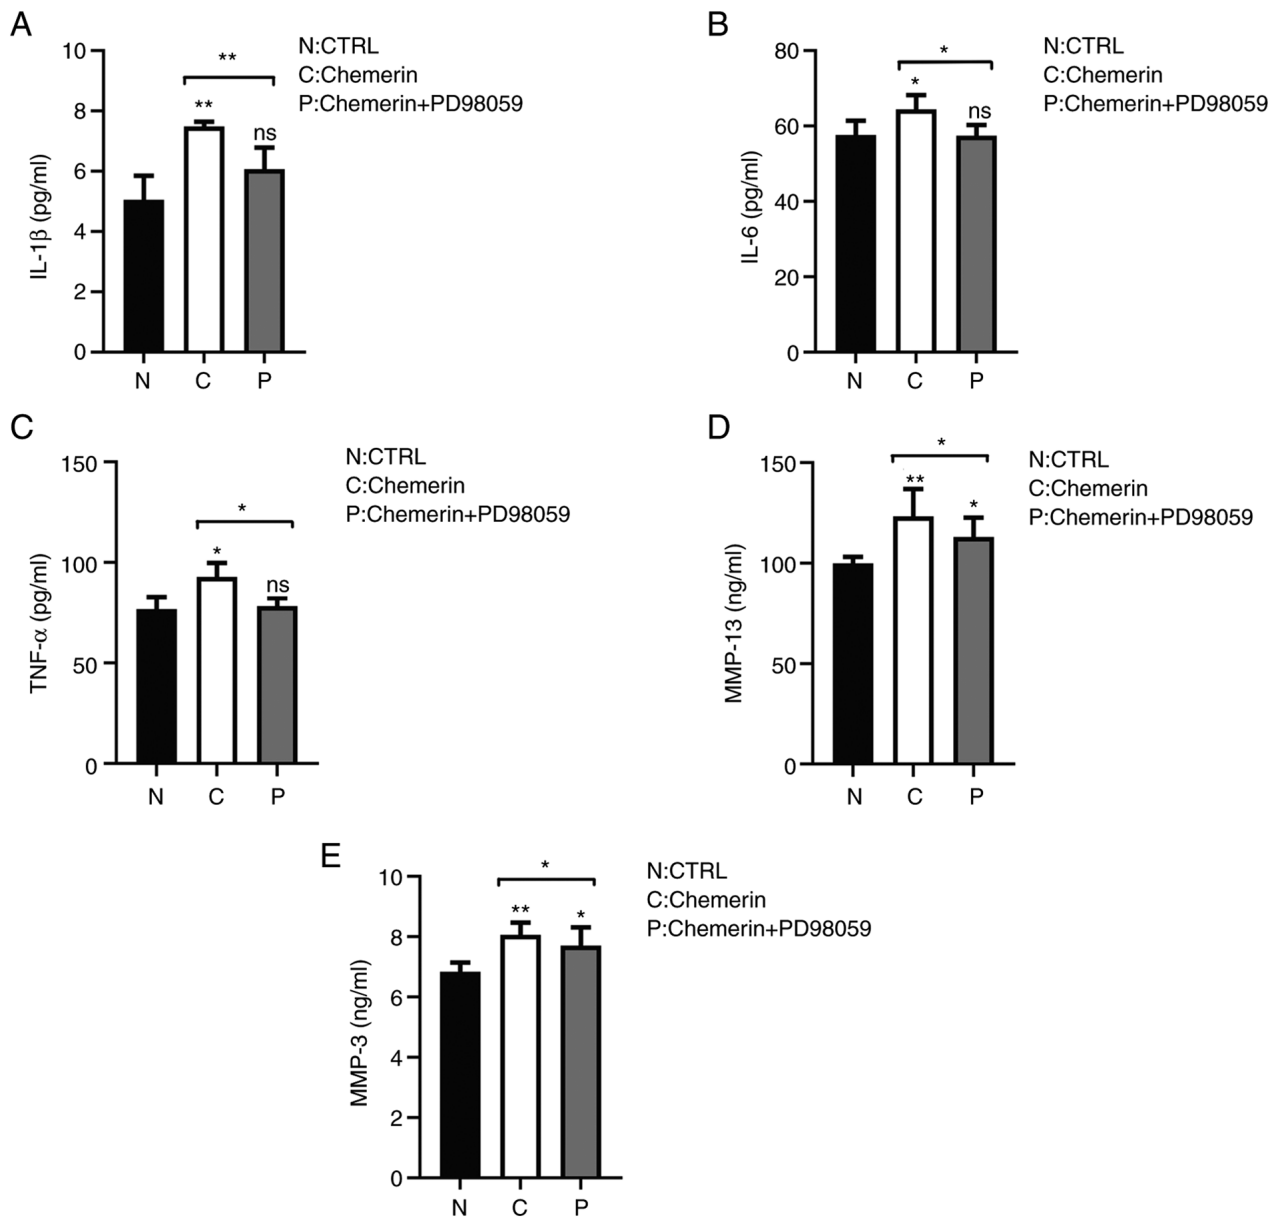 A
N:CTRL
C:Chemerin
P:Chemerin+PD98059
IL-1β (pg/ml)
10
8
6
4
2
0
**
**
ns
N C P
B
N:CTRL
C:Chemerin
P:Chemerin+PD98059
IL-6 (pg/ml)
80
60
40
20
0
*
*
ns
N C P
C
N:CTRL
C:Chemerin
P:Chemerin+PD98059
TNF-α (pg/ml)
150
100
50
0
*
*
ns
N C P
D
N:CTRL
C:Chemerin
P:Chemerin+PD98059
MMP-13 (ng/ml)
150
100
50
0
*
**
*
N C P
E
N:CTRL
C:Chemerin
P:Chemerin+PD98059
MMP-3 (ng/ml)
10
8
6
4
2
0
*
**
*
N C P